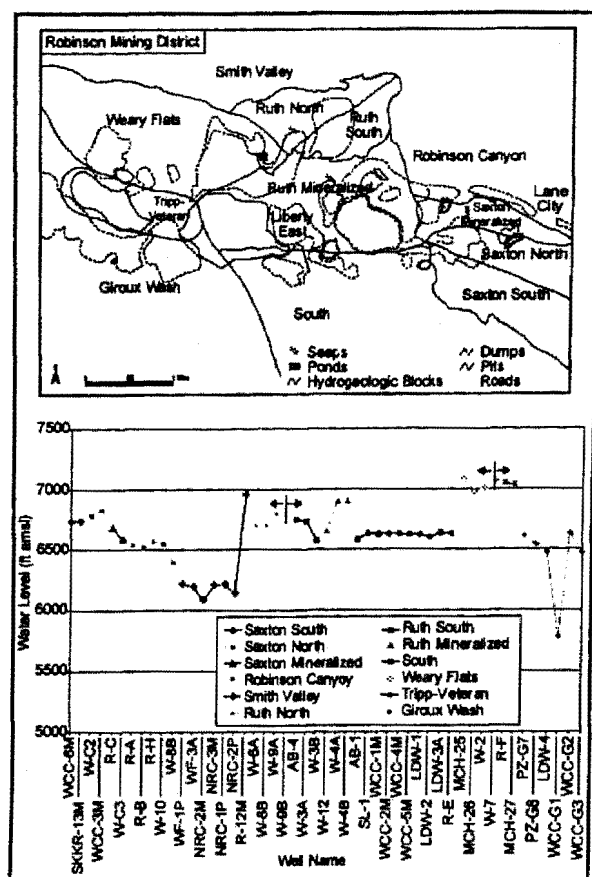 Robinson Mining District
Smith Valley
Weary Flats
Ruth North
Ruth South
Robinson Canyon
Ruth Mineralized
Tripp-Veteran
Liberty East
Lane City
Saxton Mineralized
Saxton North
Giroux Wash
Saxton South
South
Seeps
Ponds
Hydrogeologic Blocks
Dumps
Pits
Roads
7500
7000
6500
6000
5500
5000
Water Level (ft amsl)
Saxton South
Saxton North
Saxton Mineralized
Robinson Canyoy
Smith Valley
Ruth North
Ruth South
Ruth Mineralized
South
Weary Flats
Tripp-Veteran
Giroux Wash
WCC-6M
SKKR-13M
W-C2
WCC-3M
R-C
W-C3
R-A
R-B
R-H
W-10
W-8B
WF-1P
WF-3A
NRC-2M
NRC-3M
NRC-1P
NRC-2P
R-12M
W-6A
W-6B
W-9A
W-9B
AB-4
W-3A
W-3B
W-12
W-4A
W-4B
AB-1
SL-1
WCC-1M
WCC-2M
WCC-4M
WCC-5M
LDW-1
LDW-2
LDW-3A
R-E
MCH-25
MCH-26
W-2
W-7
R-F
MCH-27
PZ-G7
PZ-G8
LDW-4
WCC-G1
WCC-G2
WCC-G3
Well Name